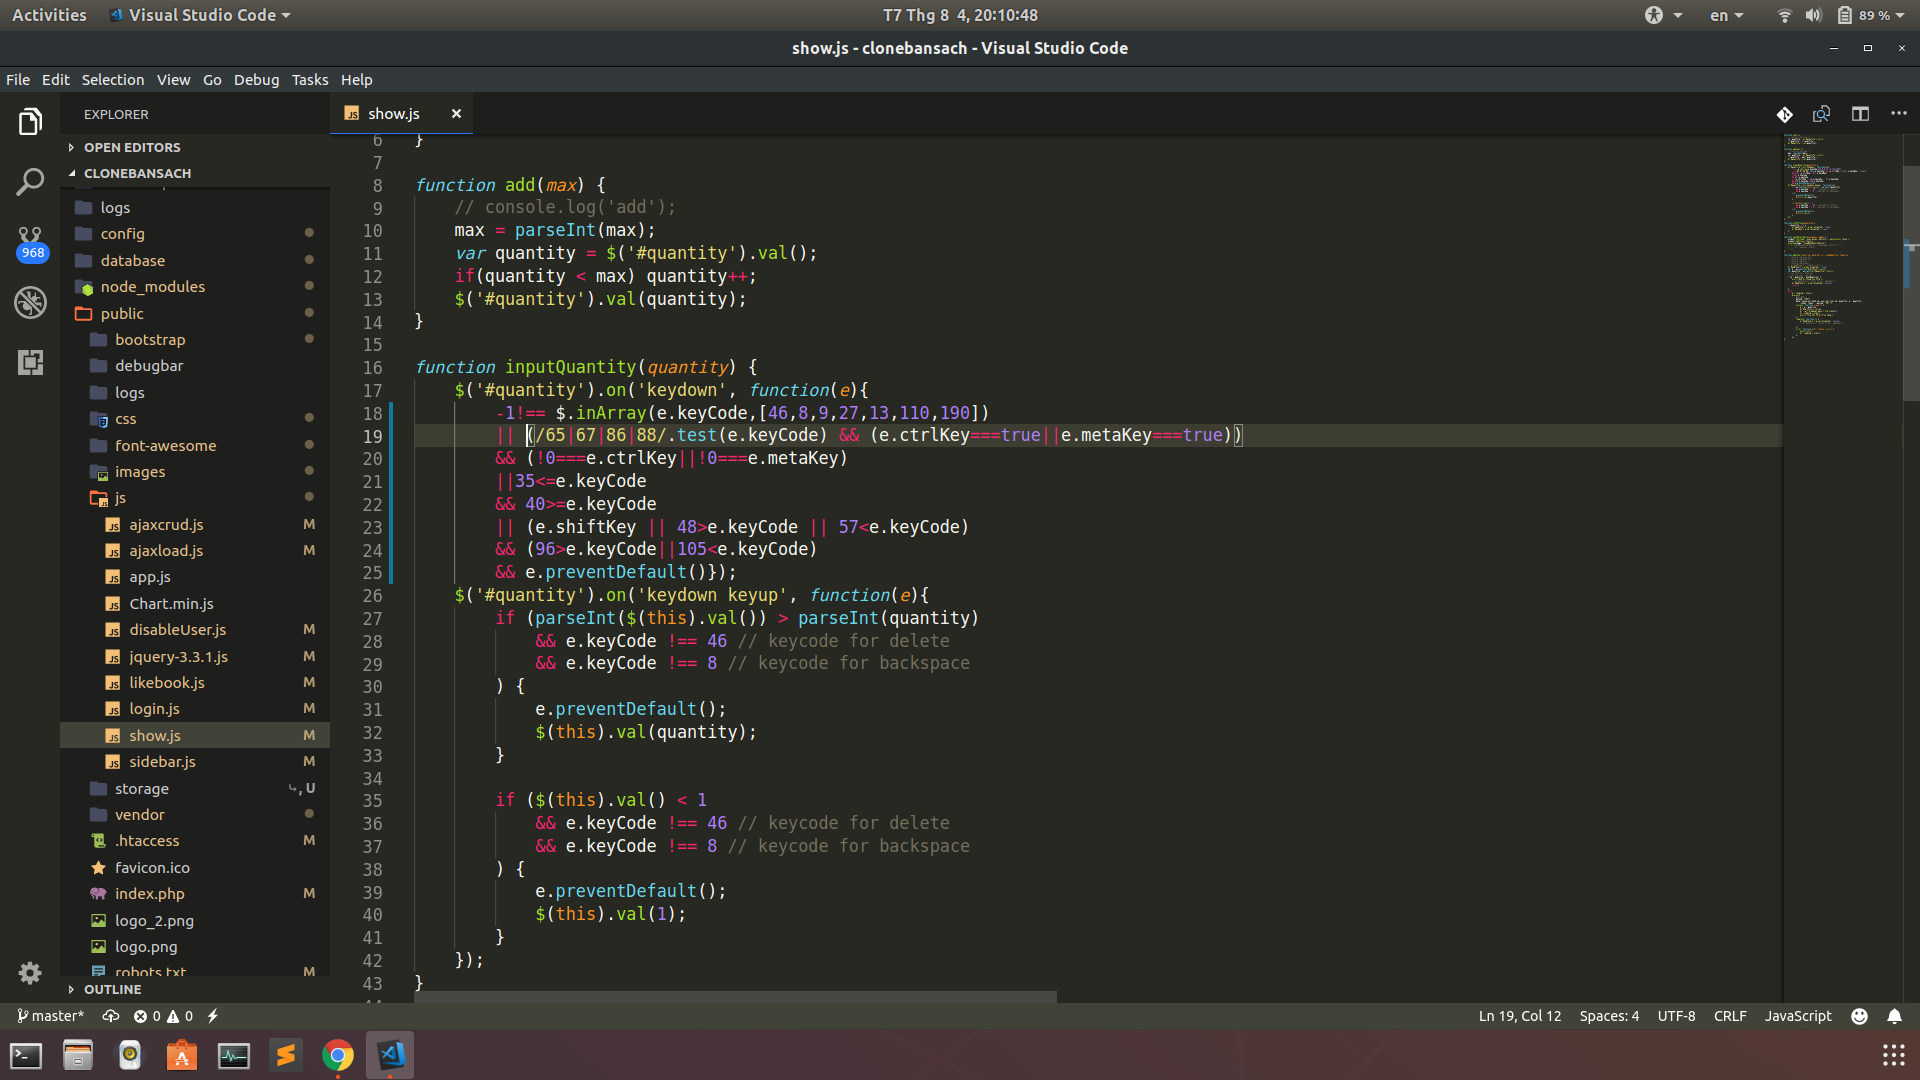 Activities
Visual Studio Code
T7 Thg 8 4, 20:10:48
en
89 %
show.js - clonebansach - Visual Studio Code
File Edit Selection View Go Debug Tasks Help
968
EXPLORER
OPEN EDITORS
CLONEBANSACH
logs
config
database
node_modules
public
bootstrap
debugbar
logs
css
font-awesome
images
js
ajaxcrud.js M
ajaxload.js M
app.js
Chart.min.js
disableUser.js M
jquery-3.3.1.js M
likebook.js M
login.js M
show.js M
sidebar.js M
storage , U
vendor
.htaccess M
favicon.ico
index.php M
logo_2.png
logo.png
robots.txt M
OUTLINE
show.js
6 }
7
8 function add(max) {
9 // console.log('add');
10 max = parseInt(max);
11 var quantity = $('#quantity').val();
12 if(quantity < max) quantity++;
13 $('#quantity').val(quantity);
14 }
15
16 function inputQuantity(quantity) {
17 $('#quantity').on('keydown', function(e){
18 -1!== $.inArray(e.keyCode,[46,8,9,27,13,110,190])
19 || (/65|67|86|88/.test(e.keyCode) && (e.ctrlKey===true||e.metaKey===true))
20 && (!0===e.ctrlKey||!0===e.metaKey)
21 ||35<=e.keyCode
22 && 40>=e.keyCode
23 || (e.shiftKey || 48>e.keyCode || 57<e.keyCode)
24 && (96>e.keyCode||105<e.keyCode)
25 && e.preventDefault()});
26 $('#quantity').on('keydown keyup', function(e){
27 if (parseInt($(this).val()) > parseInt(quantity)
28 && e.keyCode !== 46 // keycode for delete
29 && e.keyCode !== 8 // keycode for backspace
30 ) {
31 e.preventDefault();
32 $(this).val(quantity);
33 }
34
35 if ($(this).val() < 1
36 && e.keyCode !== 46 // keycode for delete
37 && e.keyCode !== 8 // keycode for backspace
38 ) {
39 e.preventDefault();
40 $(this).val(1);
41 }
42 });
43 }
master*
0
0
Ln 19, Col 12
Spaces: 4
UTF-8
CRLF
JavaScript